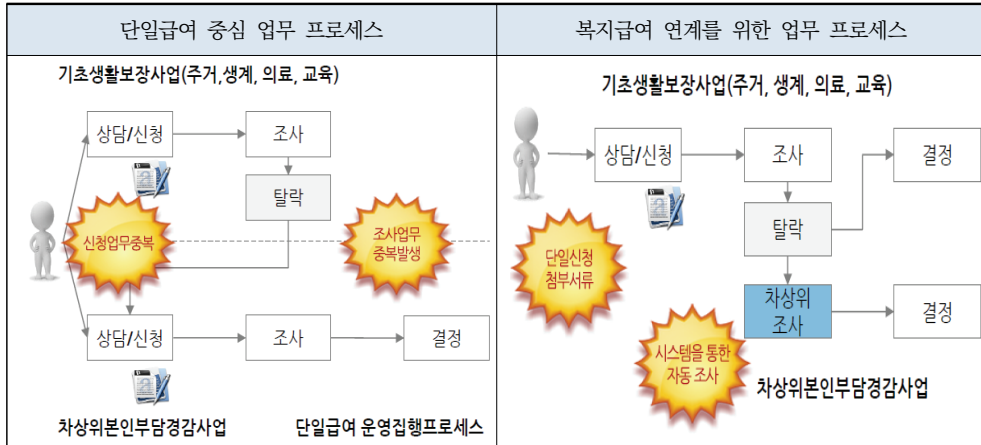 단일급여 중심 업무 프로세스
기초생활보장사업(주거,생계, 의료, 교육)
상담/신청
조사
탈락
신청업무중복
조사업무
중복발생
상담/신청
조사
결정
차상위본인부담경감사업
단일급여 운영집행프로세스
복지급여 연계를 위한 업무 프로세스
기초생활보장사업(주거, 생계, 의료, 교육)
상담/신청
조사
결정
탈락
단일신청
첨부서류
차상위
조사
결정
시스템을 통한
자동 조사
차상위본인부담경감사업